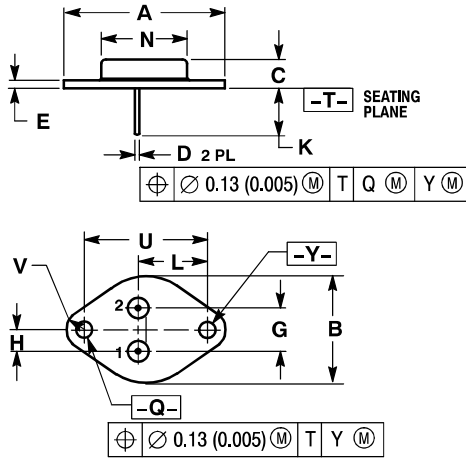 A
N
C
E
-T- SEATING
PLANE
K
D 2 PL
⌖ ∅ 0.13 (0.005) Ⓜ T Q Ⓜ Y Ⓜ
U
V
L
-Y-
2
H
G
B
1
-Q-
⌖ ∅ 0.13 (0.005) Ⓜ T Y Ⓜ